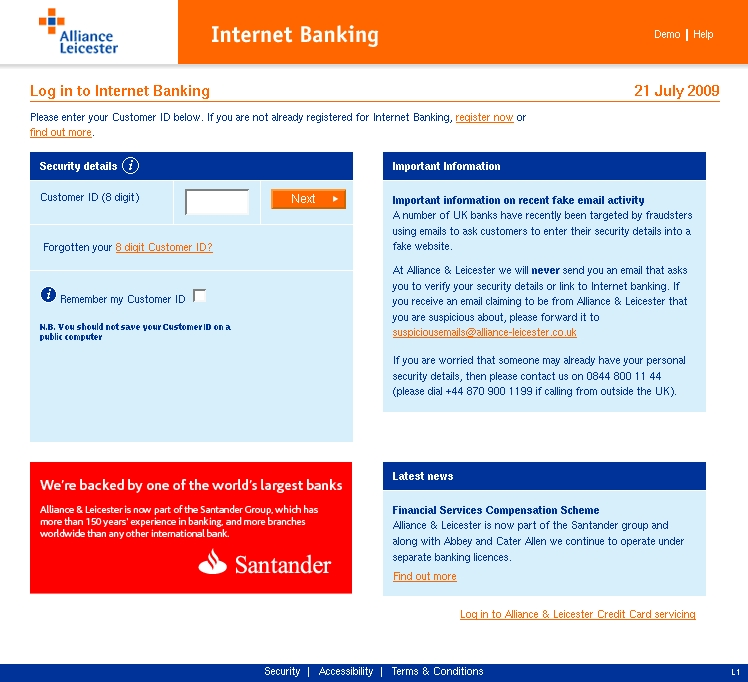 Alliance
Leicester
Internet Banking
Demo | Help
Log in to Internet Banking
21 July 2009
Please enter your Customer ID below. If you are not already registered for Internet Banking, register now or
find out more.
Security details i
Customer ID (8 digit)
Next
Forgotten your 8 digit Customer ID?
i Remember my Customer ID
N.B. You should not save your Customer ID on a
public computer
Important Information
Important information on recent fake email activity
A number of UK banks have recently been targeted by fraudsters
using emails to ask customers to enter their security details into a
fake website.
At Alliance & Leicester we will never send you an email that asks
you to verify your security details or link to Internet banking. If
you receive an email claiming to be from Alliance & Leicester that
you are suspicious about, please forward it to
suspiciousemails@alliance-leicester.co.uk
If you are worried that someone may already have your personal
security details, then please contact us on 0844 800 11 44
(please dial +44 870 900 1199 if calling from outside the UK).
We're backed by one of the world's largest banks
Alliance & Leicester is now part of the Santander Group, which has
more than 150 years' experience in banking, and more branches
worldwide than any other international bank.
Santander
Latest news
Financial Services Compensation Scheme
Alliance & Leicester is now part of the Santander group and
along with Abbey and Cater Allen we continue to operate under
separate banking licences.
Find out more
Log in to Alliance & Leicester Credit Card servicing
Security | Accessibility | Terms & Conditions
L1